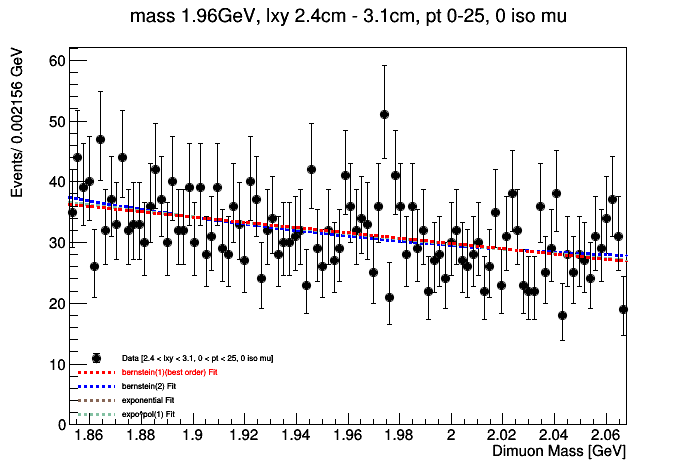 mass 1.96GeV, lxy 2.4cm - 3.1cm, pt 0-25, 0 iso mu
Events/ 0.002156 GeV
60
50
40
30
20
10
0
Data [2.4 < lxy < 3.1, 0 < pt < 25, 0 iso mu]
bernstein(1)(best order) Fit
bernstein(2) Fit
exponential Fit
expo*pol(1) Fit
1.86 1.88 1.9 1.92 1.94 1.96 1.98 2 2.02 2.04 2.06
Dimuon Mass [GeV]